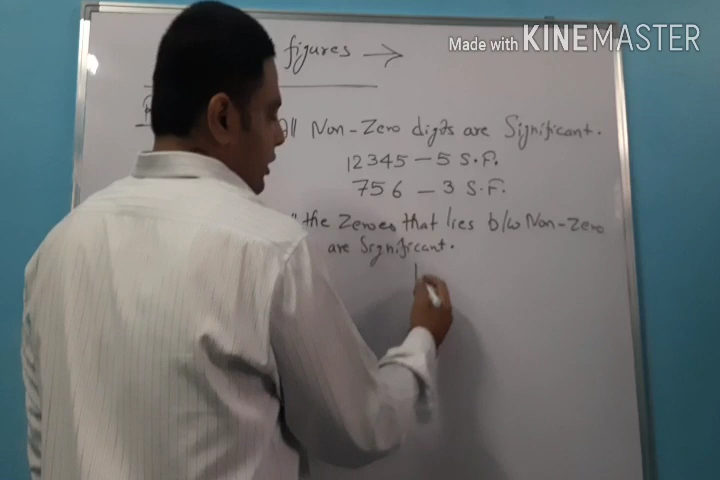 Made with KINEMASTER
figures →
All Non-Zero digits are Significant.
12345 - 5 S.F.
756 - 3 S.F.
the Zeroes that lies b/w Non-Zero
are Significant.